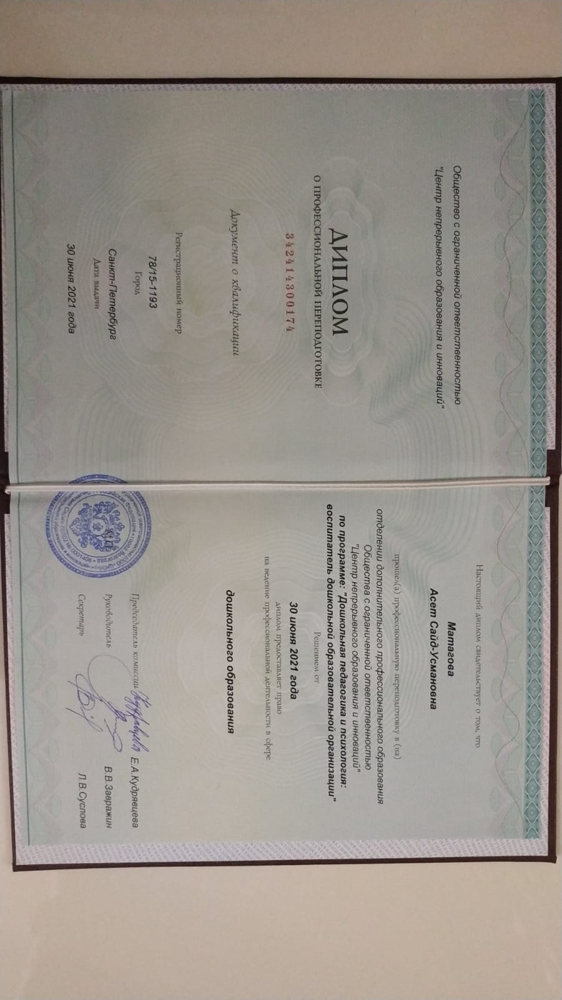 Общество с ограниченной ответственностью
"Центр непрерывного образования и инноваций"
ДИПЛОМ
О ПРОФЕССИОНАЛЬНОЙ ПЕРЕПОДГОТОВКЕ
342414300174
Документ о квалификации
Регистрационный номер
78/15-1193
Город
Санкт-Петербург
Дата выдачи
30 июня 2021 года
Настоящий диплом свидетельствует о том, что
Матагова
Асет Сайд-Усмановна
прошел(а) профессиональную переподготовку в (на)
отделении дополнительного профессионального образования
Общества с ограниченной ответственностью
"Центр непрерывного образования и инноваций"
по программе: "Дошкольная педагогика и психология:
воспитатель дошкольной образовательной организации"
Решением от
30 июня 2021 года
диплом предоставляет право
на ведение профессиональной деятельности в сфере
дошкольного образования
Председатель комиссии Е.А.Кудрявцева
Руководитель В.В.Завражин
Секретарь Л.В.Суслова
М.П.